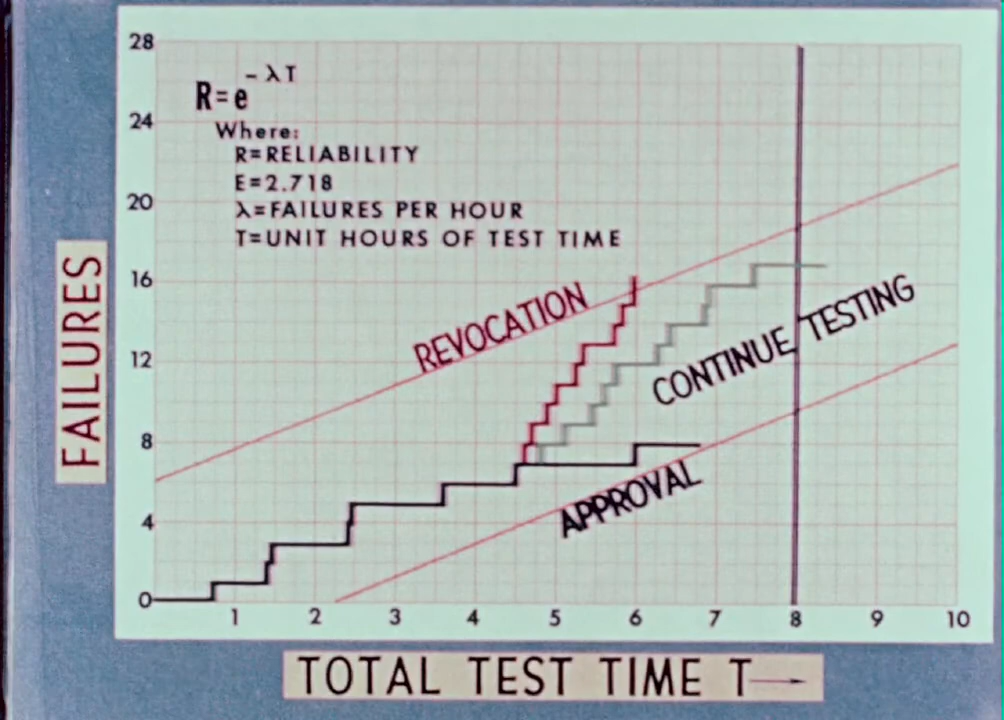 28
24
20
16
12
8
4
0
R=e^-λT
Where:
R=RELIABILITY
E=2.718
λ=FAILURES PER HOUR
T=UNIT HOURS OF TEST TIME
REVOCATION
CONTINUE TESTING
APPROVAL
FAILURES
1 2 3 4 5 6 7 8 9 10
TOTAL TEST TIME T→